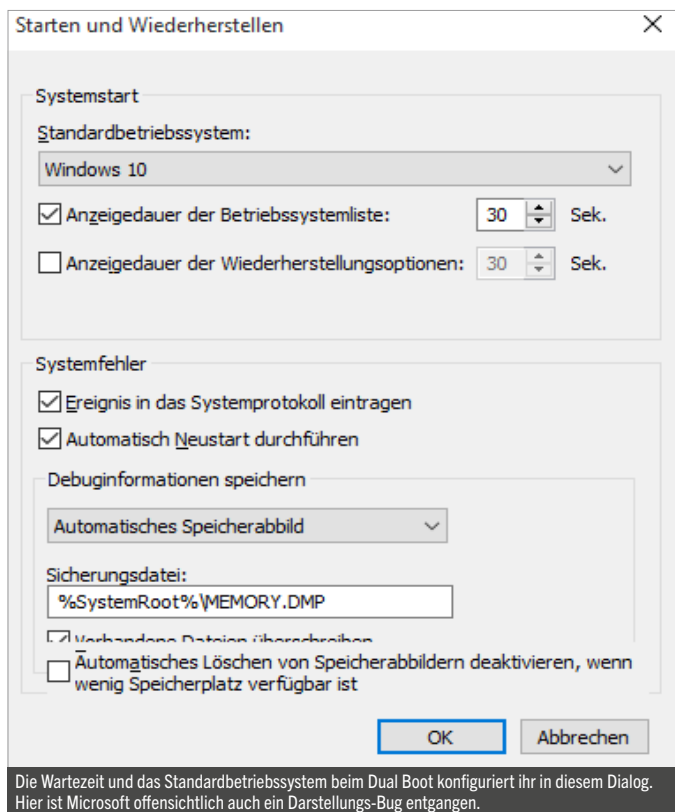 Starten und Wiederherstellen
Systemstart
Standardbetriebssystem:
Windows 10
Anzeigedauer der Betriebssystemliste: 30 Sek.
Anzeigedauer der Wiederherstellungsoptionen: 30 Sek.
Systemfehler
Ereignis in das Systemprotokoll eintragen
Automatisch Neustart durchführen
Debuginformationen speichern
Automatisches Speicherabbild
Sicherungsdatei:
%SystemRoot%\MEMORY.DMP
Vorhandene Dateien überschreiben
Automatisches Löschen von Speicherabbildern deaktivieren, wenn
wenig Speicherplatz verfügbar ist
OK Abbrechen
Die Wartezeit und das Standardbetriebssystem beim Dual Boot konfiguriert ihr in diesem Dialog.
Hier ist Microsoft offensichtlich auch ein Darstellungs-Bug entgangen.